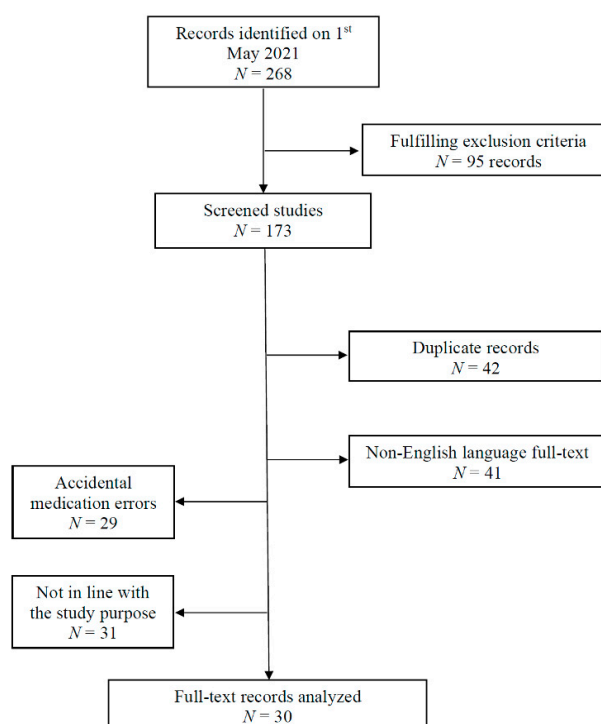 Records identified on 1st
May 2021
N = 268
Fulfilling exclusion criteria
N = 95 records
Screened studies
N = 173
Duplicate records
N = 42
Non-English language full-text
N = 41
Accidental
medication errors
N = 29
Not in line with
the study purpose
N = 31
Full-text records analyzed
N = 30